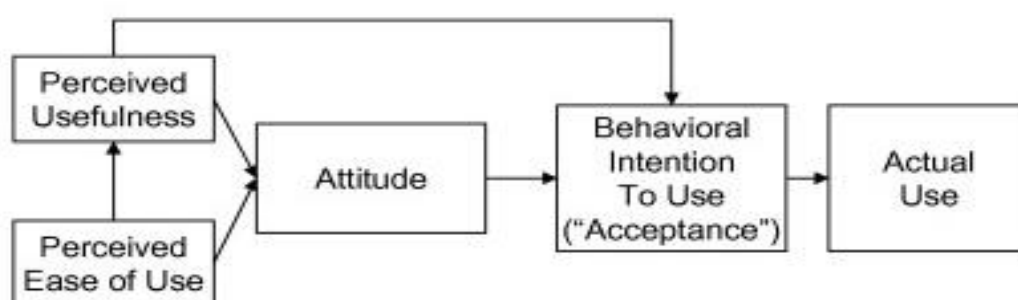 Perceived
Usefulness
Perceived
Ease of Use
Attitude
Behavioral
Intention
To Use
(“Acceptance”)
Actual
Use